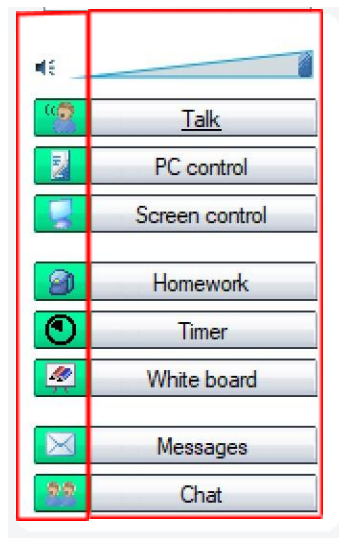 Talk
PC control
Screen control
Homework
Timer
White board
Messages
Chat